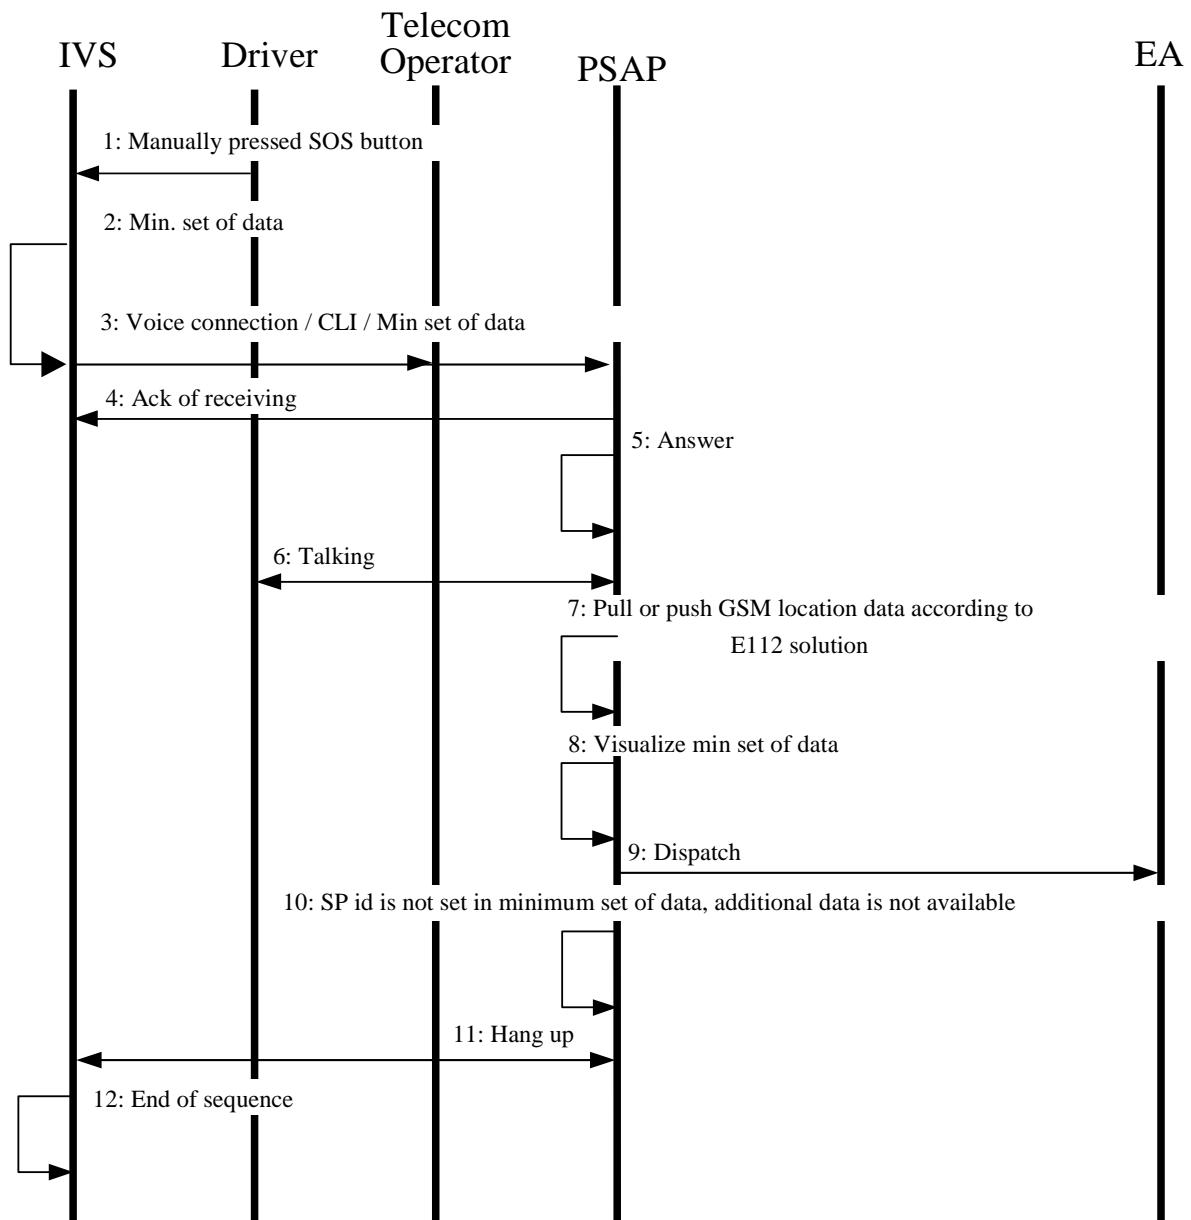 IVS
Driver
Telecom
Operator
PSAP
EA
1: Manually pressed SOS button
2: Min. set of data
3: Voice connection / CLI / Min set of data
4: Ack of receiving
5: Answer
6: Talking
7: Pull or push GSM location data according to
E112 solution
8: Visualize min set of data
9: Dispatch
10: SP id is not set in minimum set of data, additional data is not available
11: Hang up
12: End of sequence